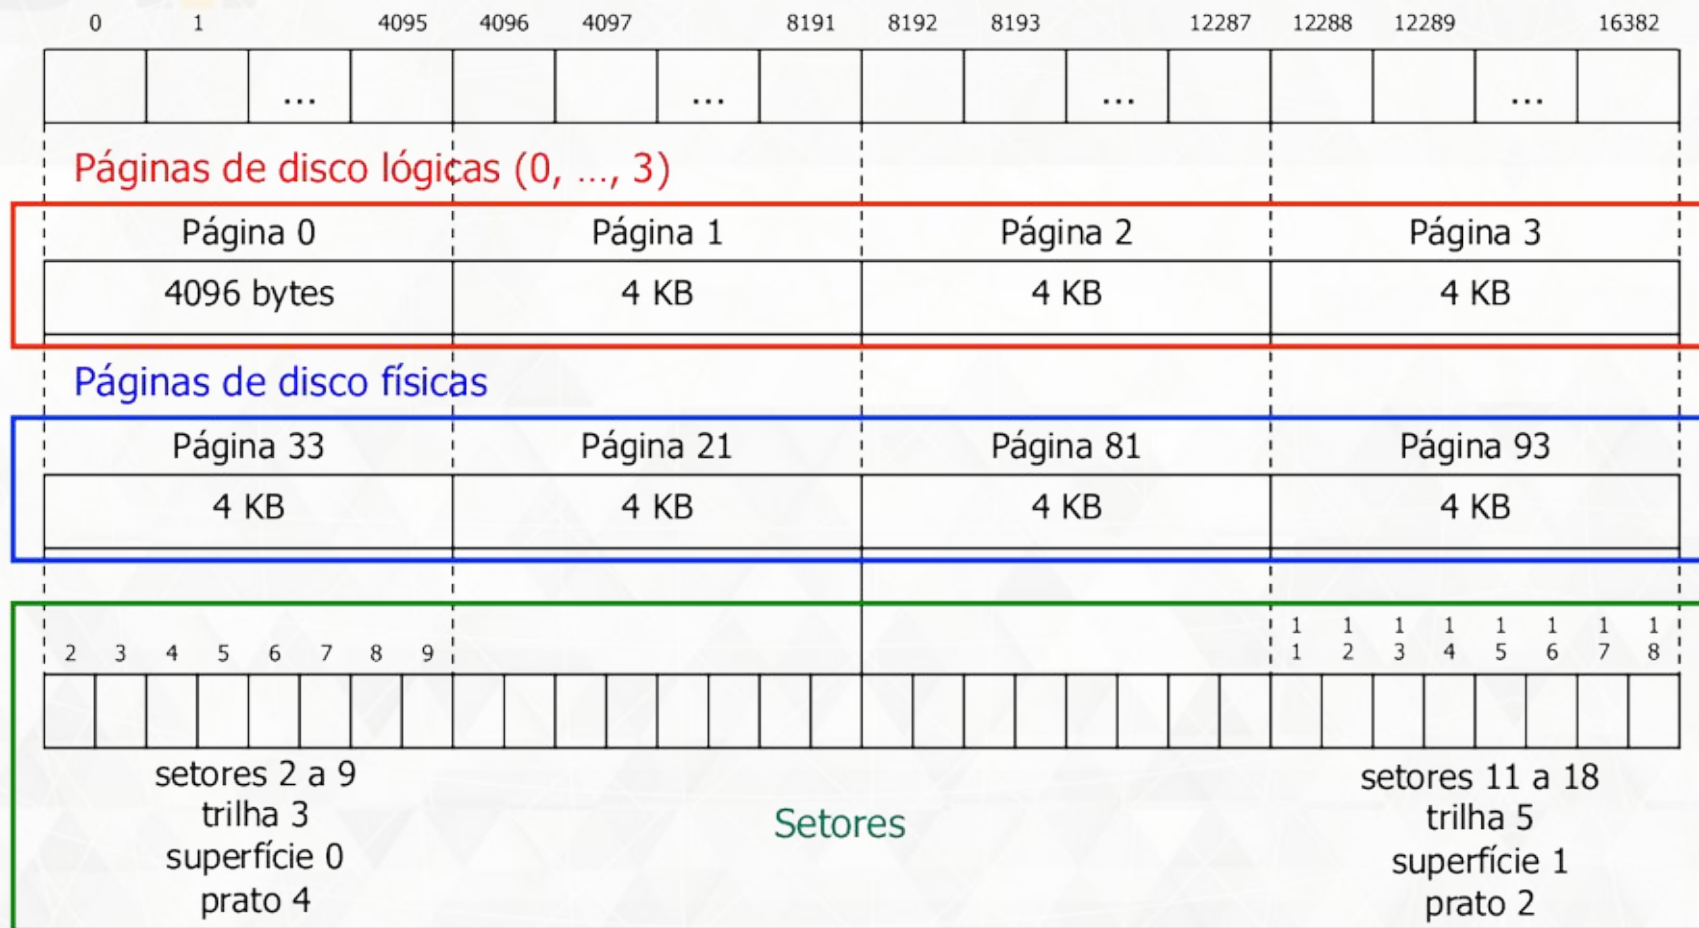 0 1 4095 4096 4097 8191 8192 8193 12287 12288 12289 16382
... ... ... ...
Páginas de disco lógicas (0, ..., 3)
Página 0 Página 1 Página 2 Página 3
4096 bytes 4 KB 4 KB 4 KB
Páginas de disco físicas
Página 33 Página 21 Página 81 Página 93
4 KB 4 KB 4 KB 4 KB
2 3 4 5 6 7 8 9 11 12 13 14 15 16 17 18
setores 2 a 9
trilha 3
superfície 0
prato 4
Setores
setores 11 a 18
trilha 5
superfície 1
prato 2